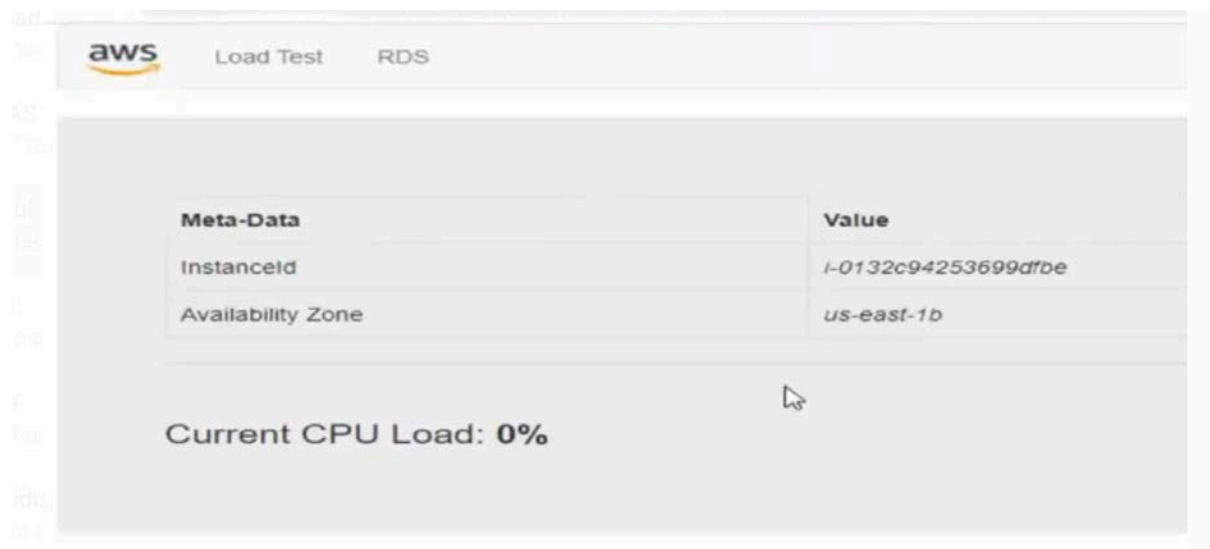 aws Load Test RDS
Meta-Data Value
InstanceId i-0132c94253699dfbe
Availability Zone us-east-1b
Current CPU Load: 0%